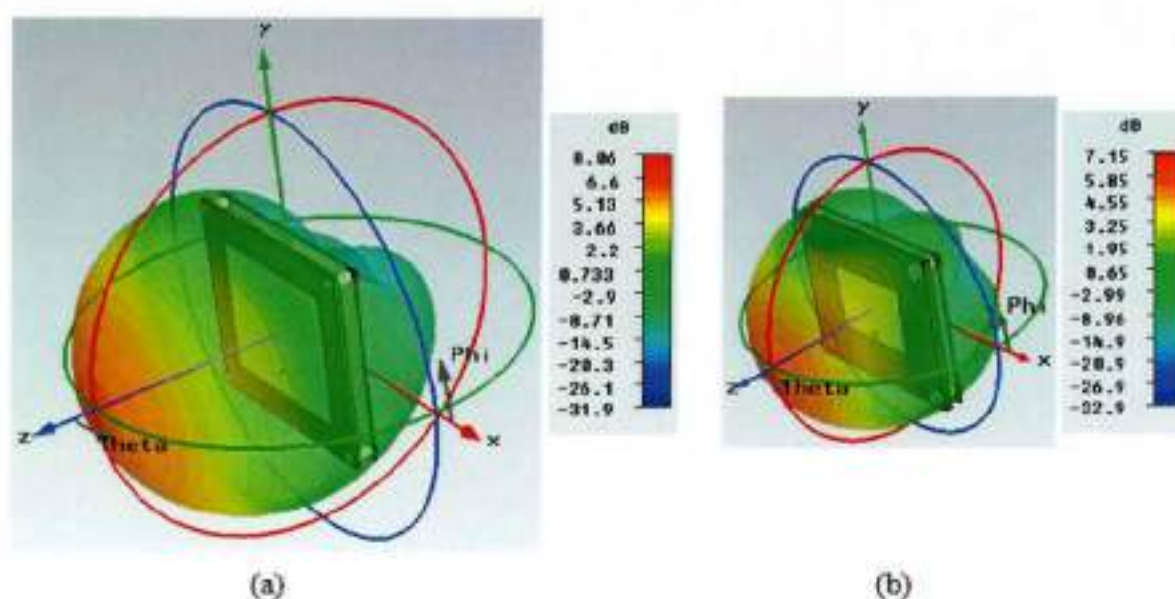 y
z
Theta
Phi
x
dB
8.06
6.6
5.13
3.66
2.2
0.733
-2.9
-8.71
-14.5
-20.3
-26.1
-31.9
(a)
y
z
Theta
Phi
x
dB
7.15
5.85
4.55
3.25
1.95
0.65
-2.99
-8.96
-14.9
-20.9
-26.9
-32.9
(b)